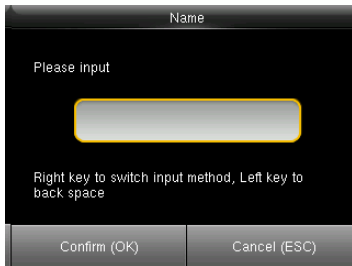 Name
Please input
Right key to switch input method, Left key to
back space
Confirm (OK)
Cancel (ESC)